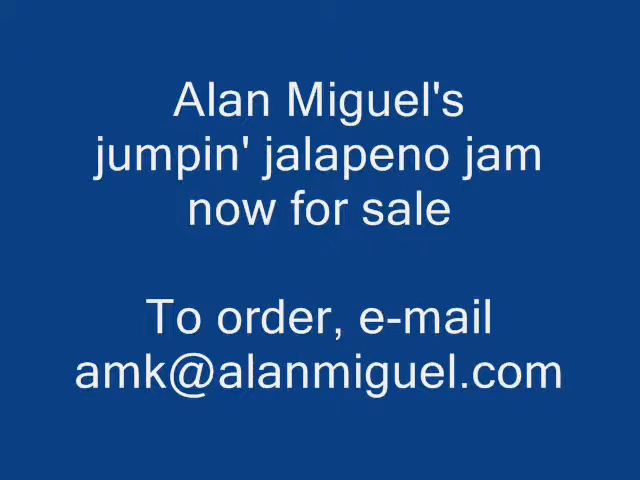 Alan Miguel's
jumpin' jalapeno jam
now for sale
To order, e-mail
amk@alanmiguel.com